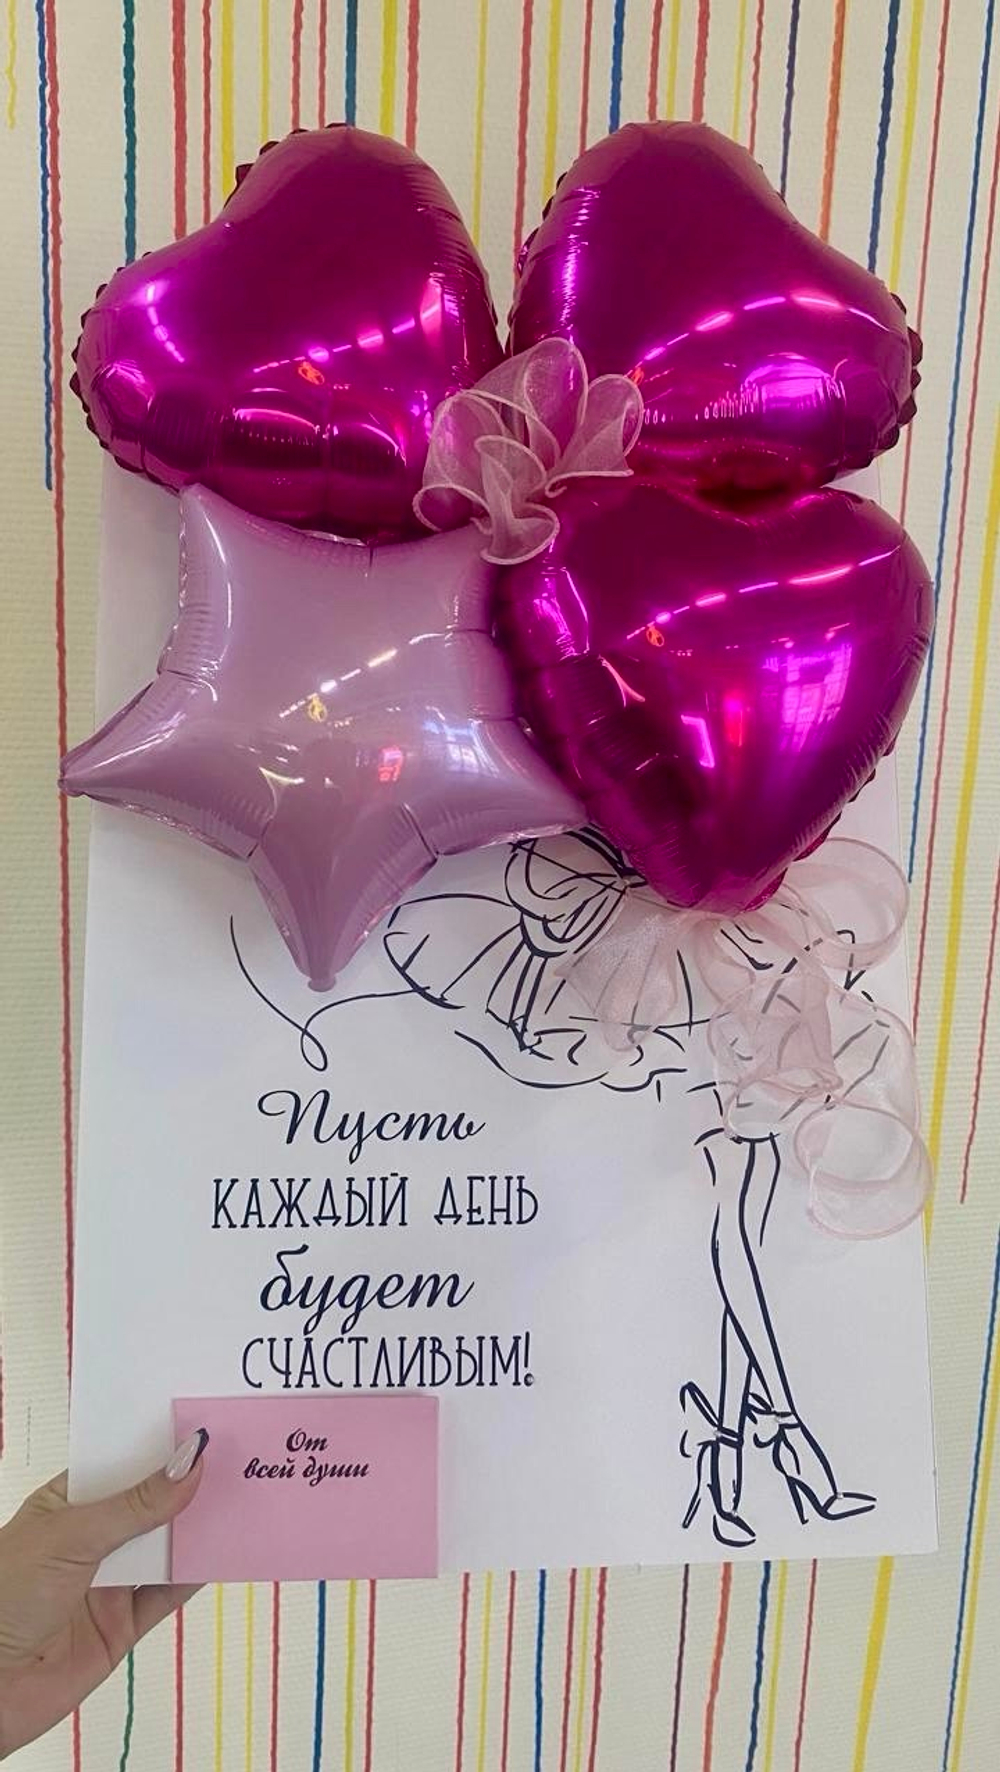 Пусть
КАЖДЫЙ ДЕНЬ
будет
СЧАСТЛИВЫМ!
От
всей души